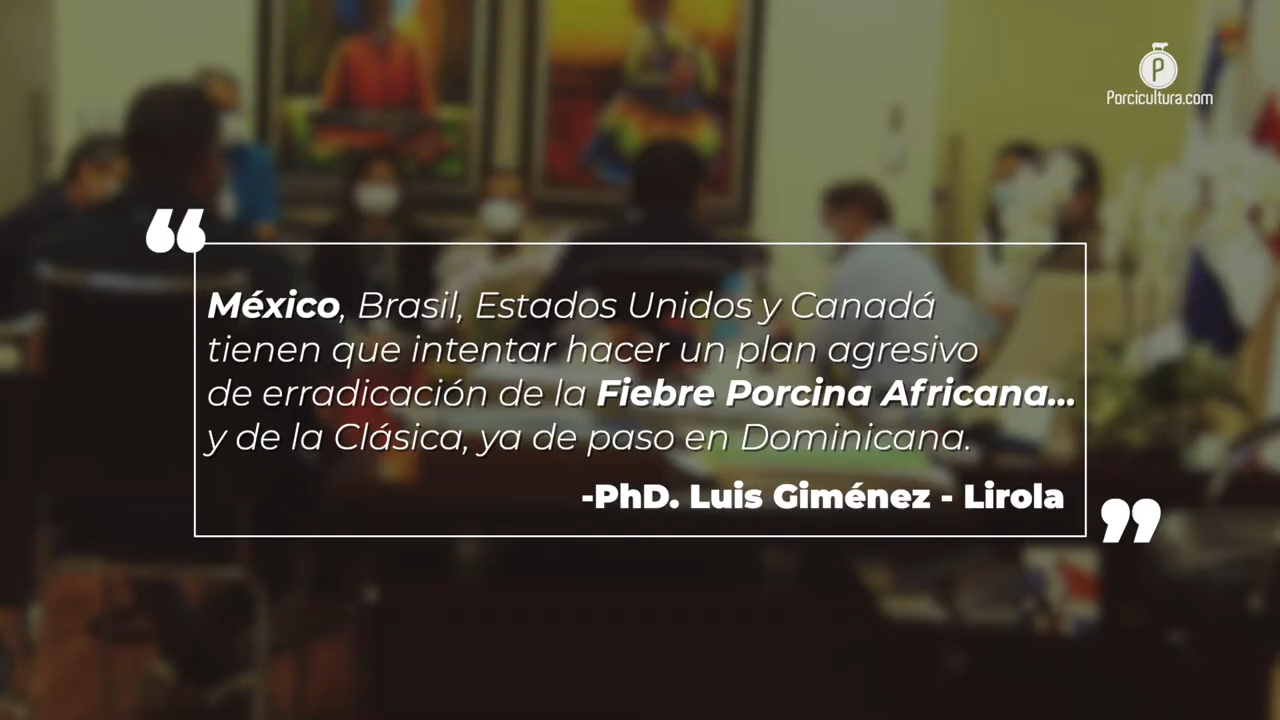 P
Porcicultura.com
“
México, Brasil, Estados Unidos y Canadá
tienen que intentar hacer un plan agresivo
de erradicación de la Fiebre Porcina Africana...
y de la Clásica, ya de paso en Dominicana.
-PhD. Luis Giménez - Lirola
”